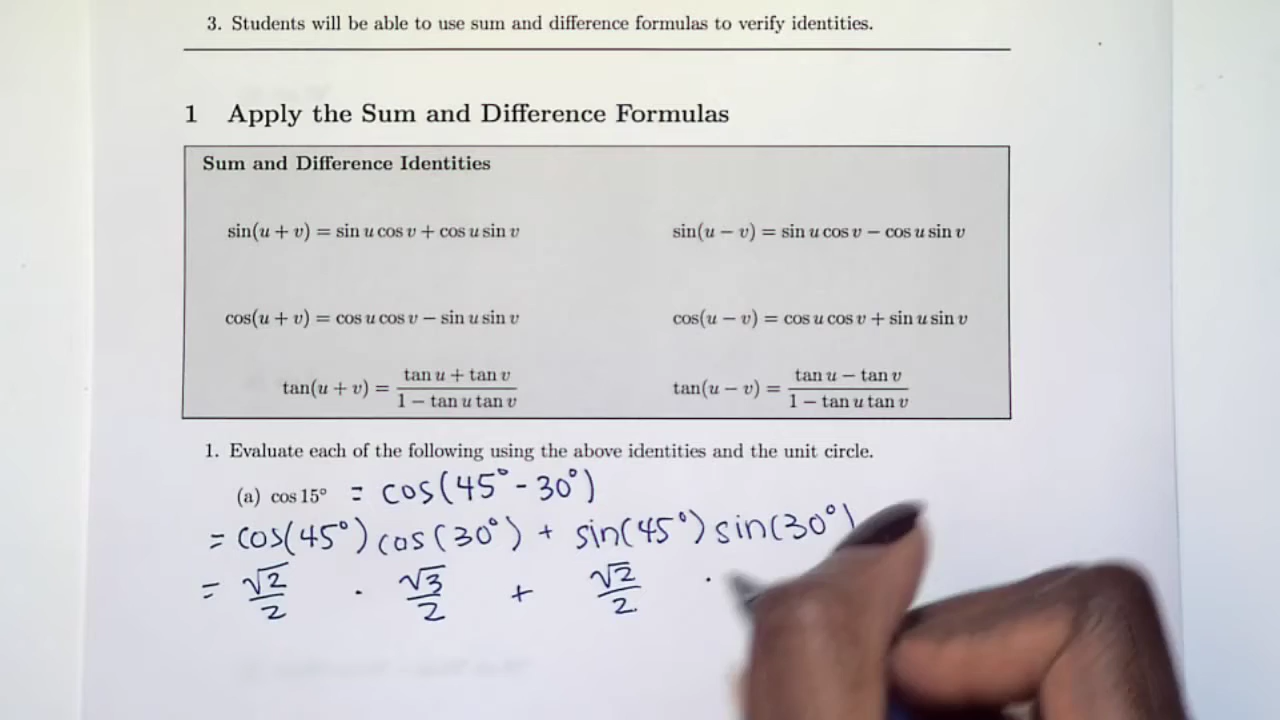 3. Students will be able to use sum and difference formulas to verify identities.
1 Apply the Sum and Difference Formulas
Sum and Difference Identities
sin(u + v) = sin u cos v + cos u sin v
sin(u − v) = sin u cos v − cos u sin v
cos(u + v) = cos u cos v − sin u sin v
cos(u − v) = cos u cos v + sin u sin v
tan(u + v) = (tan u + tan v)/(1 − tan u tan v)
tan(u − v) = (tan u − tan v)/(1 − tan u tan v)
1. Evaluate each of the following using the above identities and the unit circle.
(a) cos 15° = cos(45° - 30°)
= cos(45°) cos(30°) + sin(45°) sin(30°)
= √2/2 · √3/2 + √2/2 ·